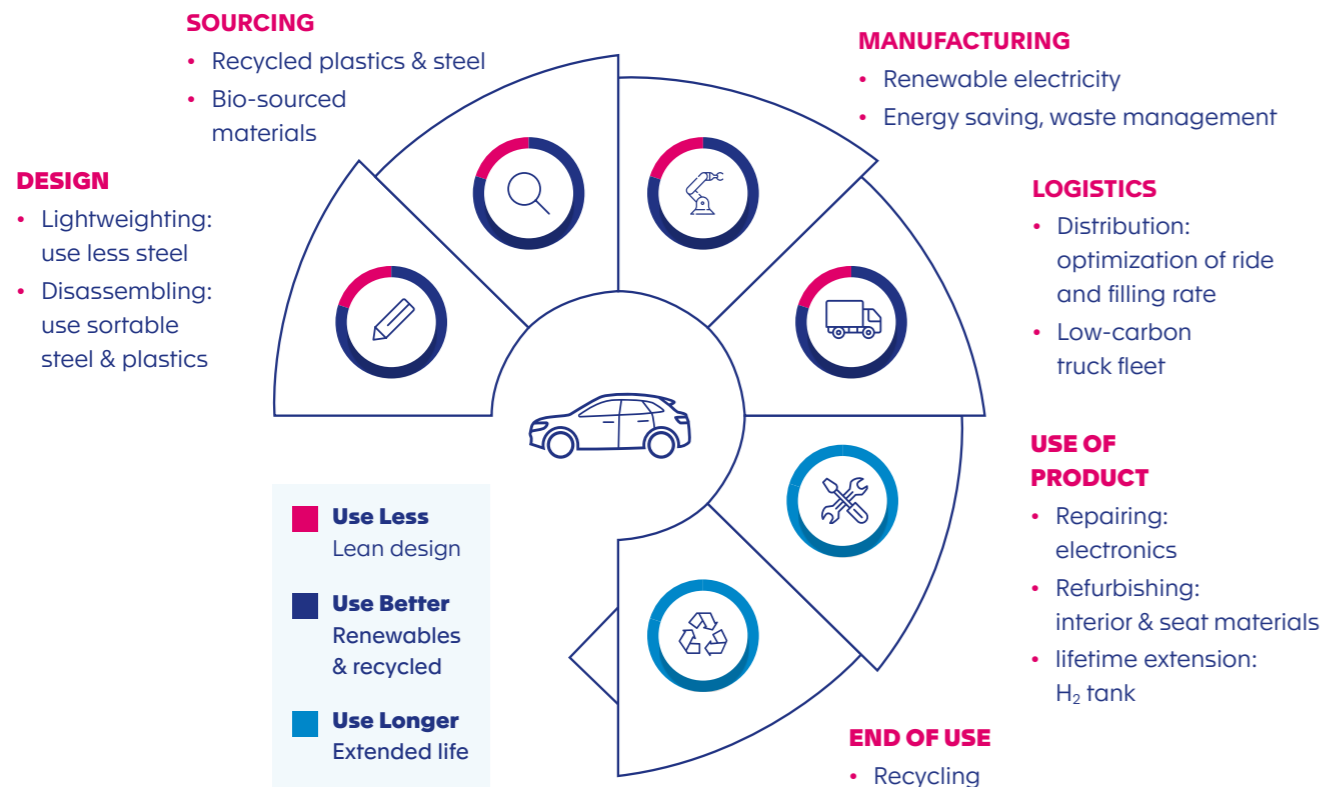 SOURCING
• Recycled plastics & steel
• Bio-sourced
materials
MANUFACTURING
• Renewable electricity
• Energy saving, waste management
DESIGN
• Lightweighting:
use less steel
• Disassembling:
use sortable
steel & plastics
LOGISTICS
• Distribution:
optimization of ride
and filling rate
• Low-carbon
truck fleet
USE OF
PRODUCT
• Repairing:
electronics
• Refurbishing:
interior & seat materials
• lifetime extension:
H₂ tank
Use Less
Lean design
Use Better
Renewables
& recycled
Use Longer
Extended life
END OF USE
• Recycling